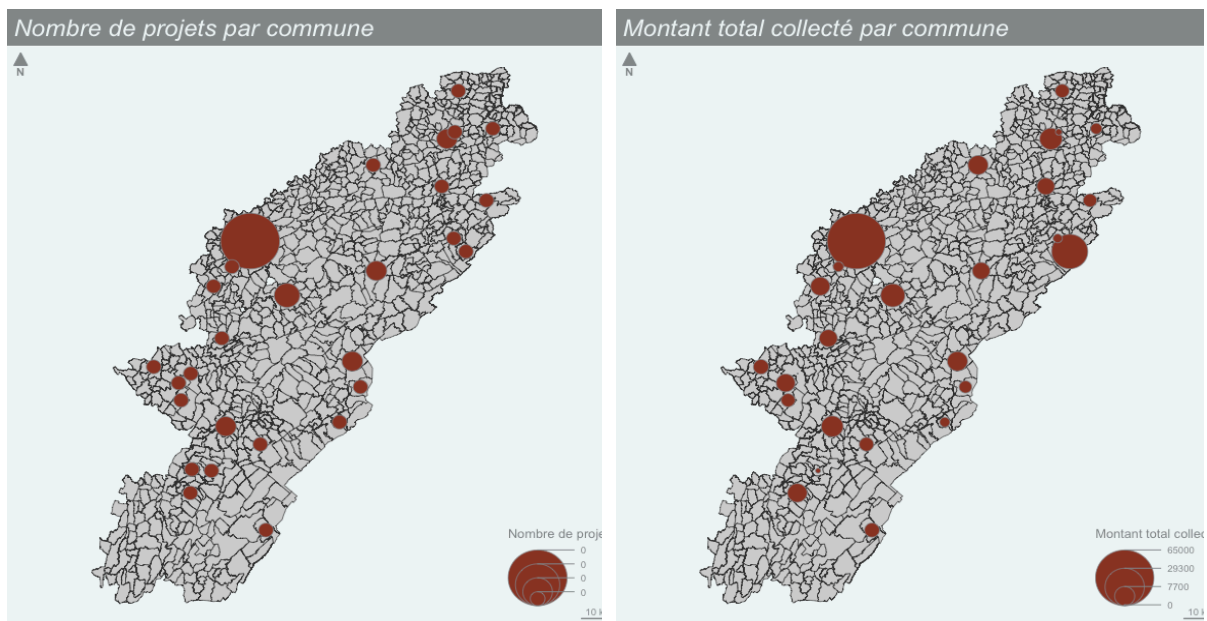 Nombre de projets par commune
N
Nombre de proje
0
0
0
0
10 k
Montant total collecté par commune
N
Montant total collec
65000
29300
7700
0
10 k